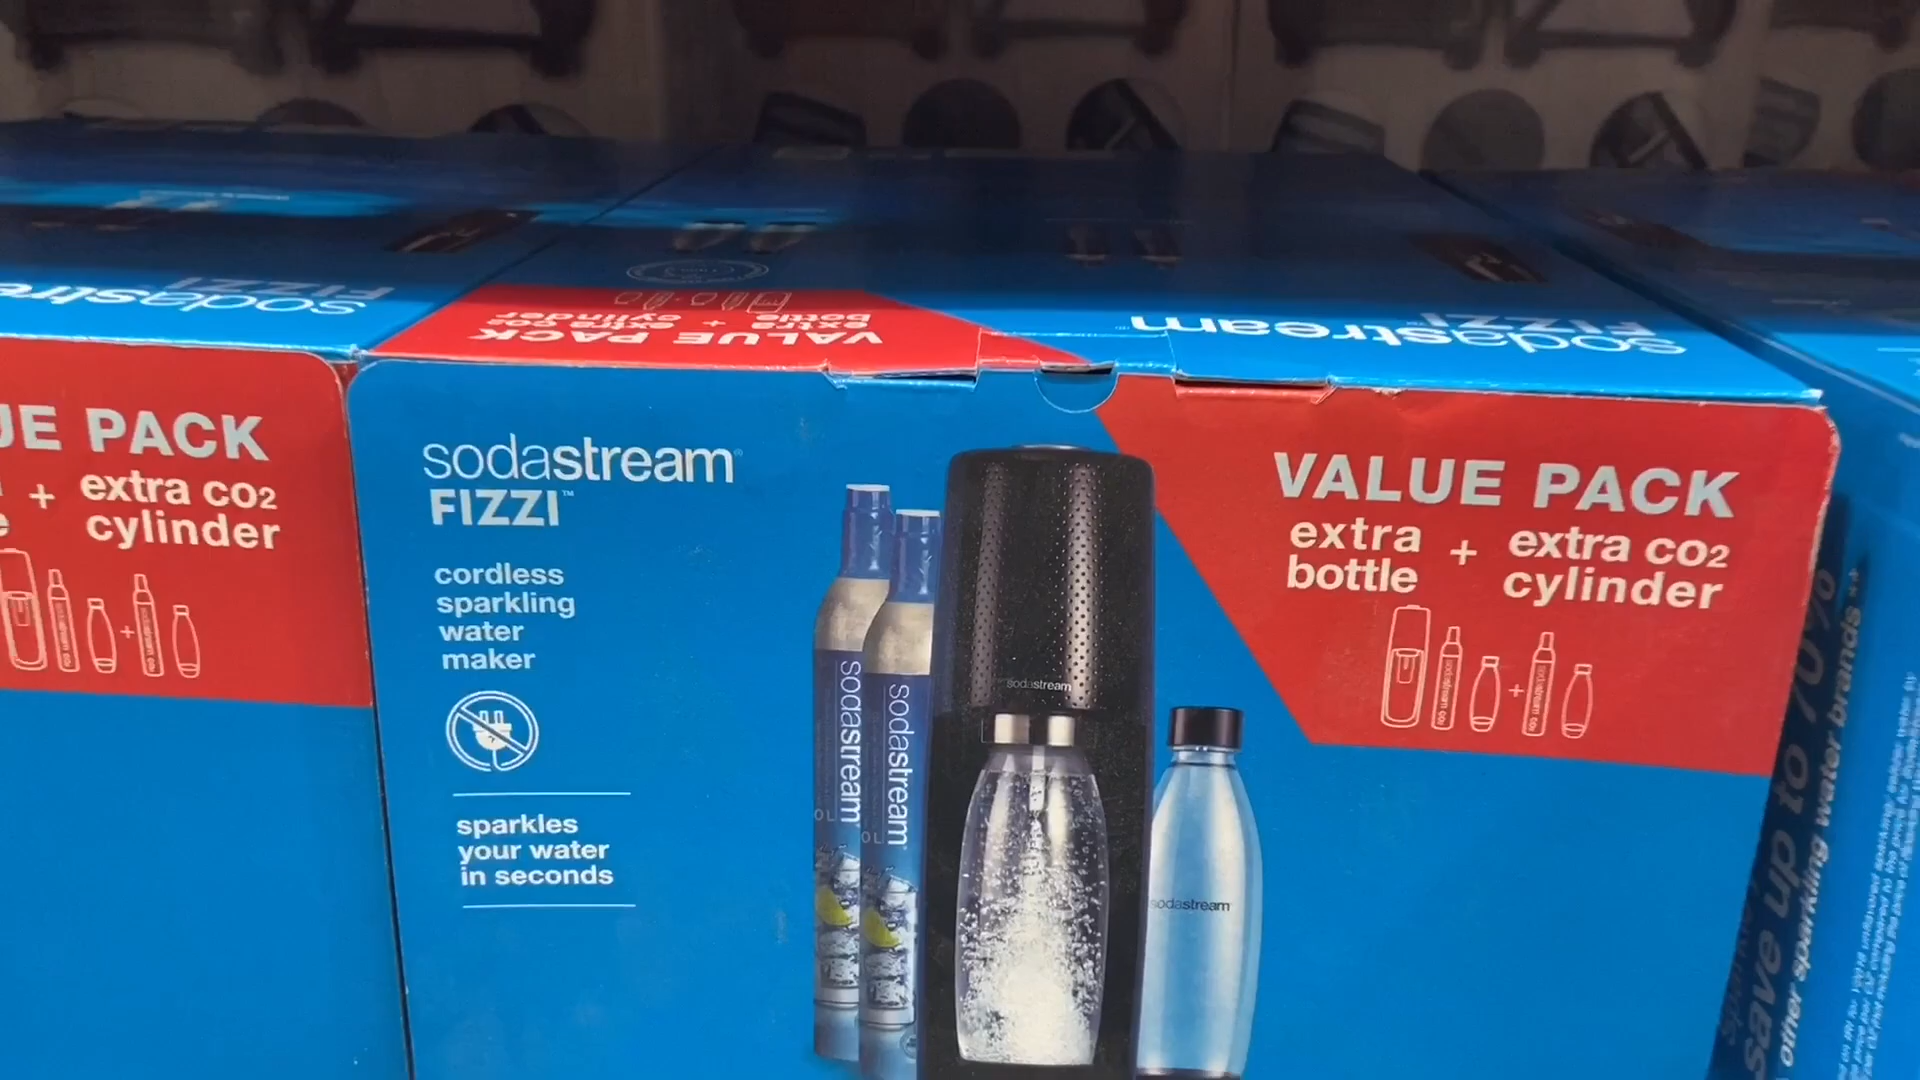 sodastream
FIZZI
VALUE PACK
extra bottle + extra co2 cylinder
sodastream
FIZZI
UE PACK
+ extra co2
cylinder
sodastream
FIZZI™
cordless
sparkling
water
maker
sparkles
your water
in seconds
sodastream
sodastream
sodastream
sodastream
VALUE PACK
extra bottle + extra co2 cylinder
save up to 70%
other sparkling water brands**